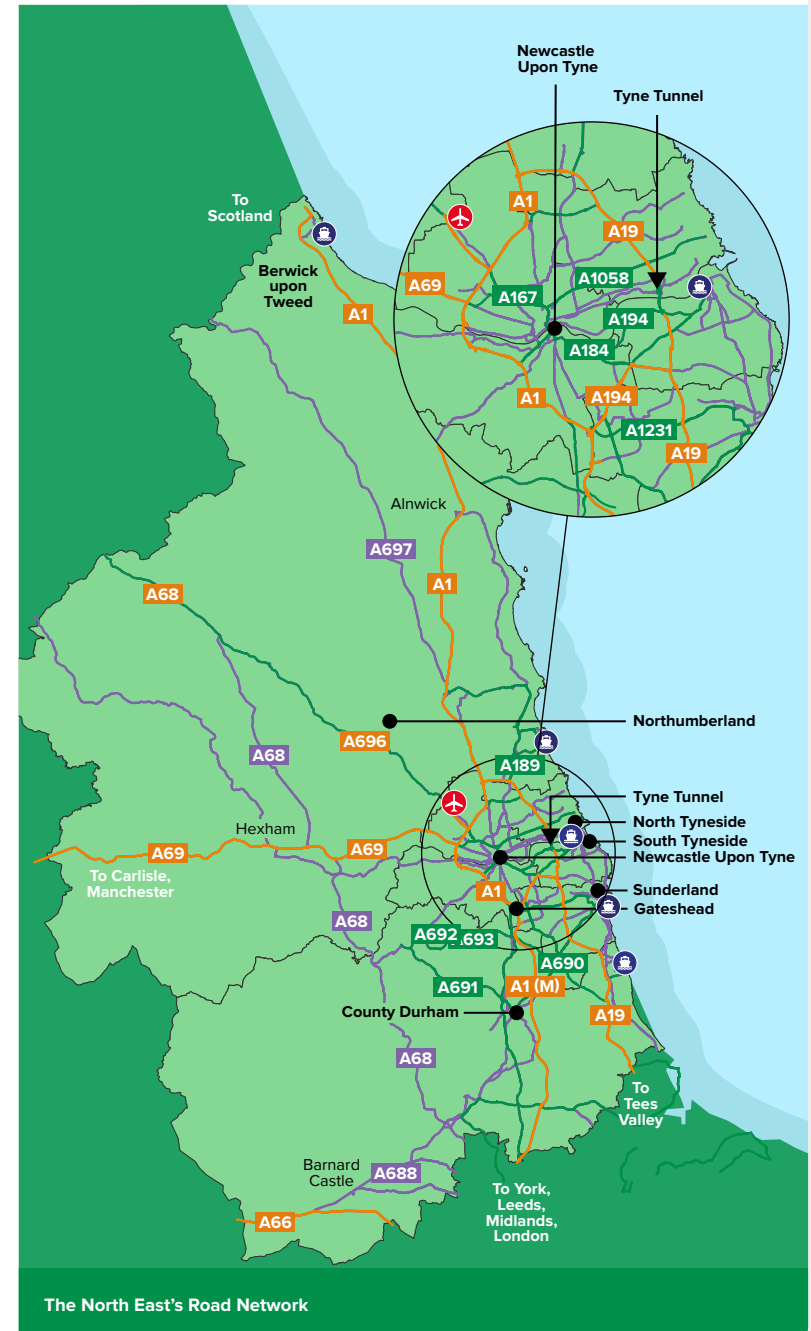 Newcastle
Upon Tyne
Tyne Tunnel
To
Scotland
A1
A19
Berwick
upon
Tweed
A69
A1058
A167
A1
A194
A184
A1
A194
A1231
A19
Alnwick
A697
A1
A68
Northumberland
A696
A68
A189
Tyne Tunnel
North Tyneside
Hexham
South Tyneside
A69
A69
Newcastle Upon Tyne
To Carlisle,
Manchester
A1
Sunderland
Gateshead
A68
A692
A690
A691
A1 (M)
County Durham
A19
A68
To
Tees
Valley
Barnard
Castle
A688
To York,
Leeds,
Midlands,
London
A66
The North East's Road Network